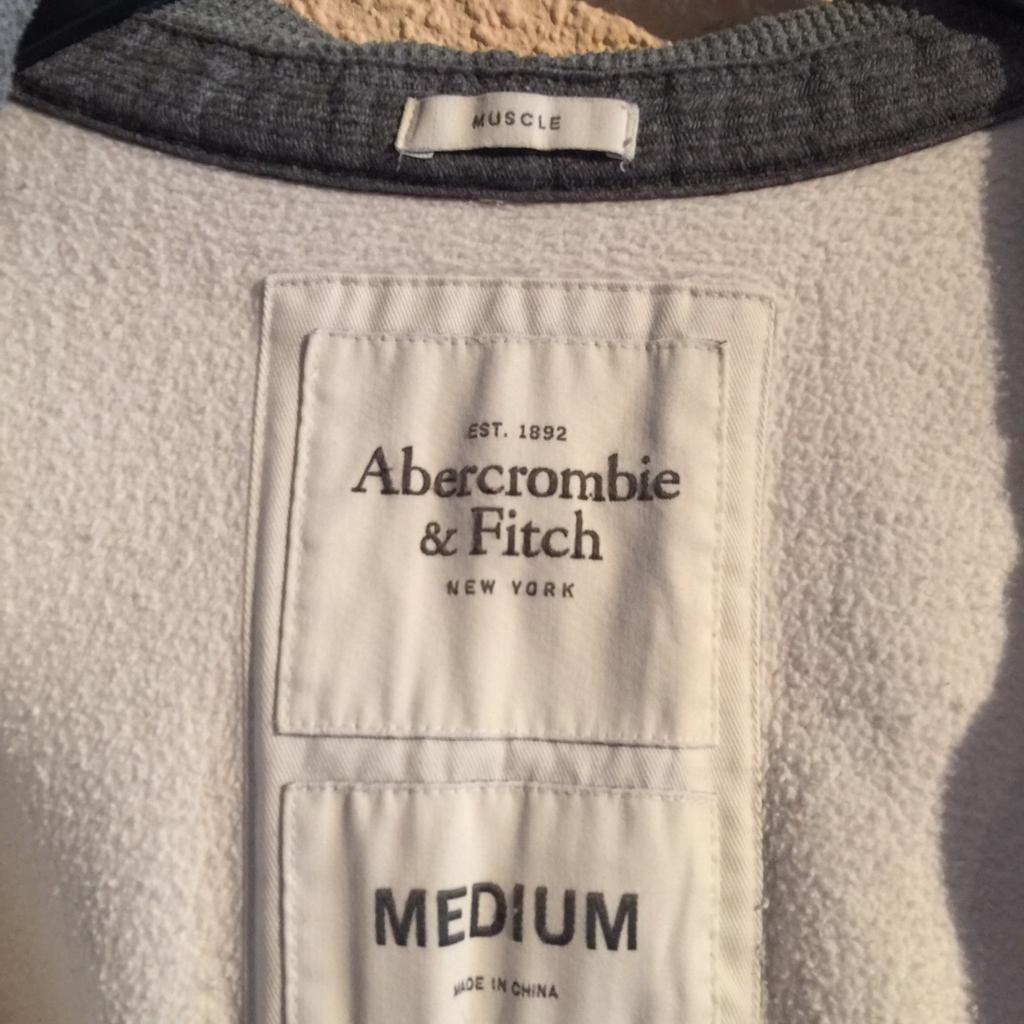 MUSCLE
EST. 1892
Abercrombie
& Fitch
NEW YORK
MEDIUM
MADE IN CHINA